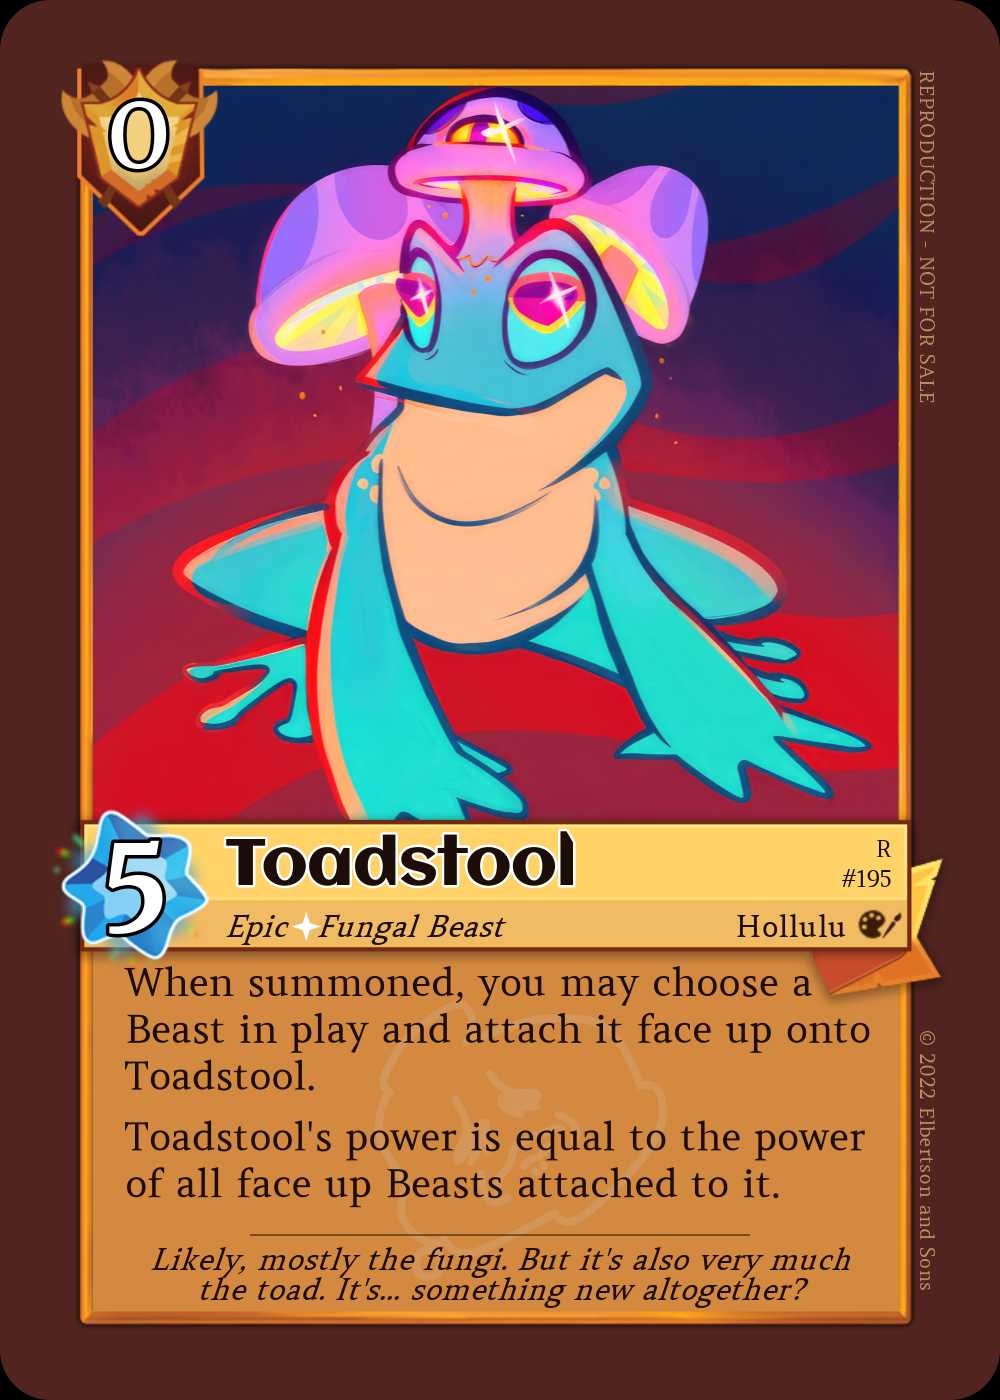 0
REPRODUCTION - NOT FOR SALE
5
Toadstool
R
#195
Epic✦Fungal Beast
Hollulu
When summoned, you may choose a
Beast in play and attach it face up onto
Toadstool.
Toadstool's power is equal to the power
of all face up Beasts attached to it.
Likely, mostly the fungi. But it's also very much
the toad. It's... something new altogether?
© 2022 Elbertson and Sons